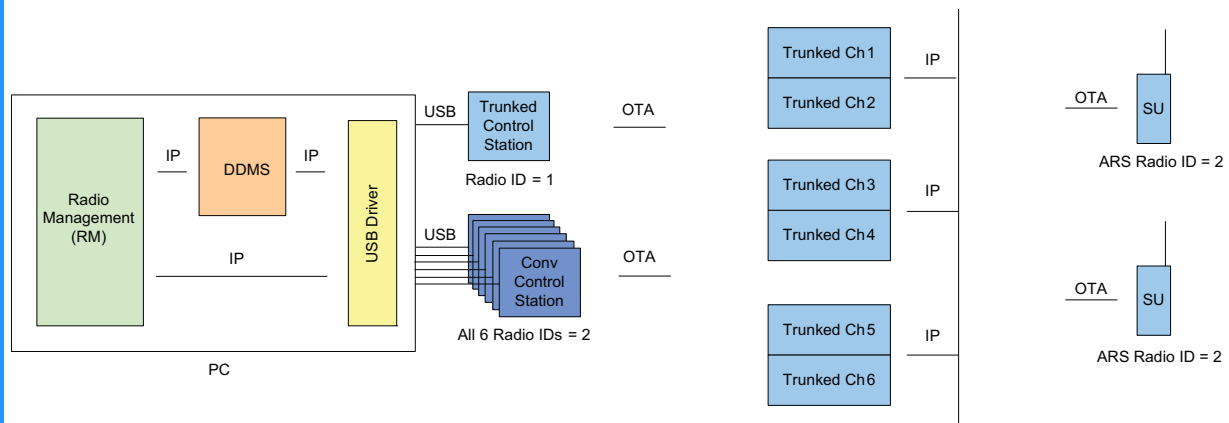 Radio
Management
(RM)
IP
DDMS
IP
IP
USB Driver
PC
USB
Trunked
Control
Station
Radio ID = 1
USB
Conv
Control
Station
All 6 Radio IDs = 2
OTA
OTA
Trunked Ch1
Trunked Ch2
IP
Trunked Ch3
Trunked Ch4
IP
Trunked Ch5
Trunked Ch6
IP
OTA
SU
ARS Radio ID = 2
OTA
SU
ARS Radio ID = 2